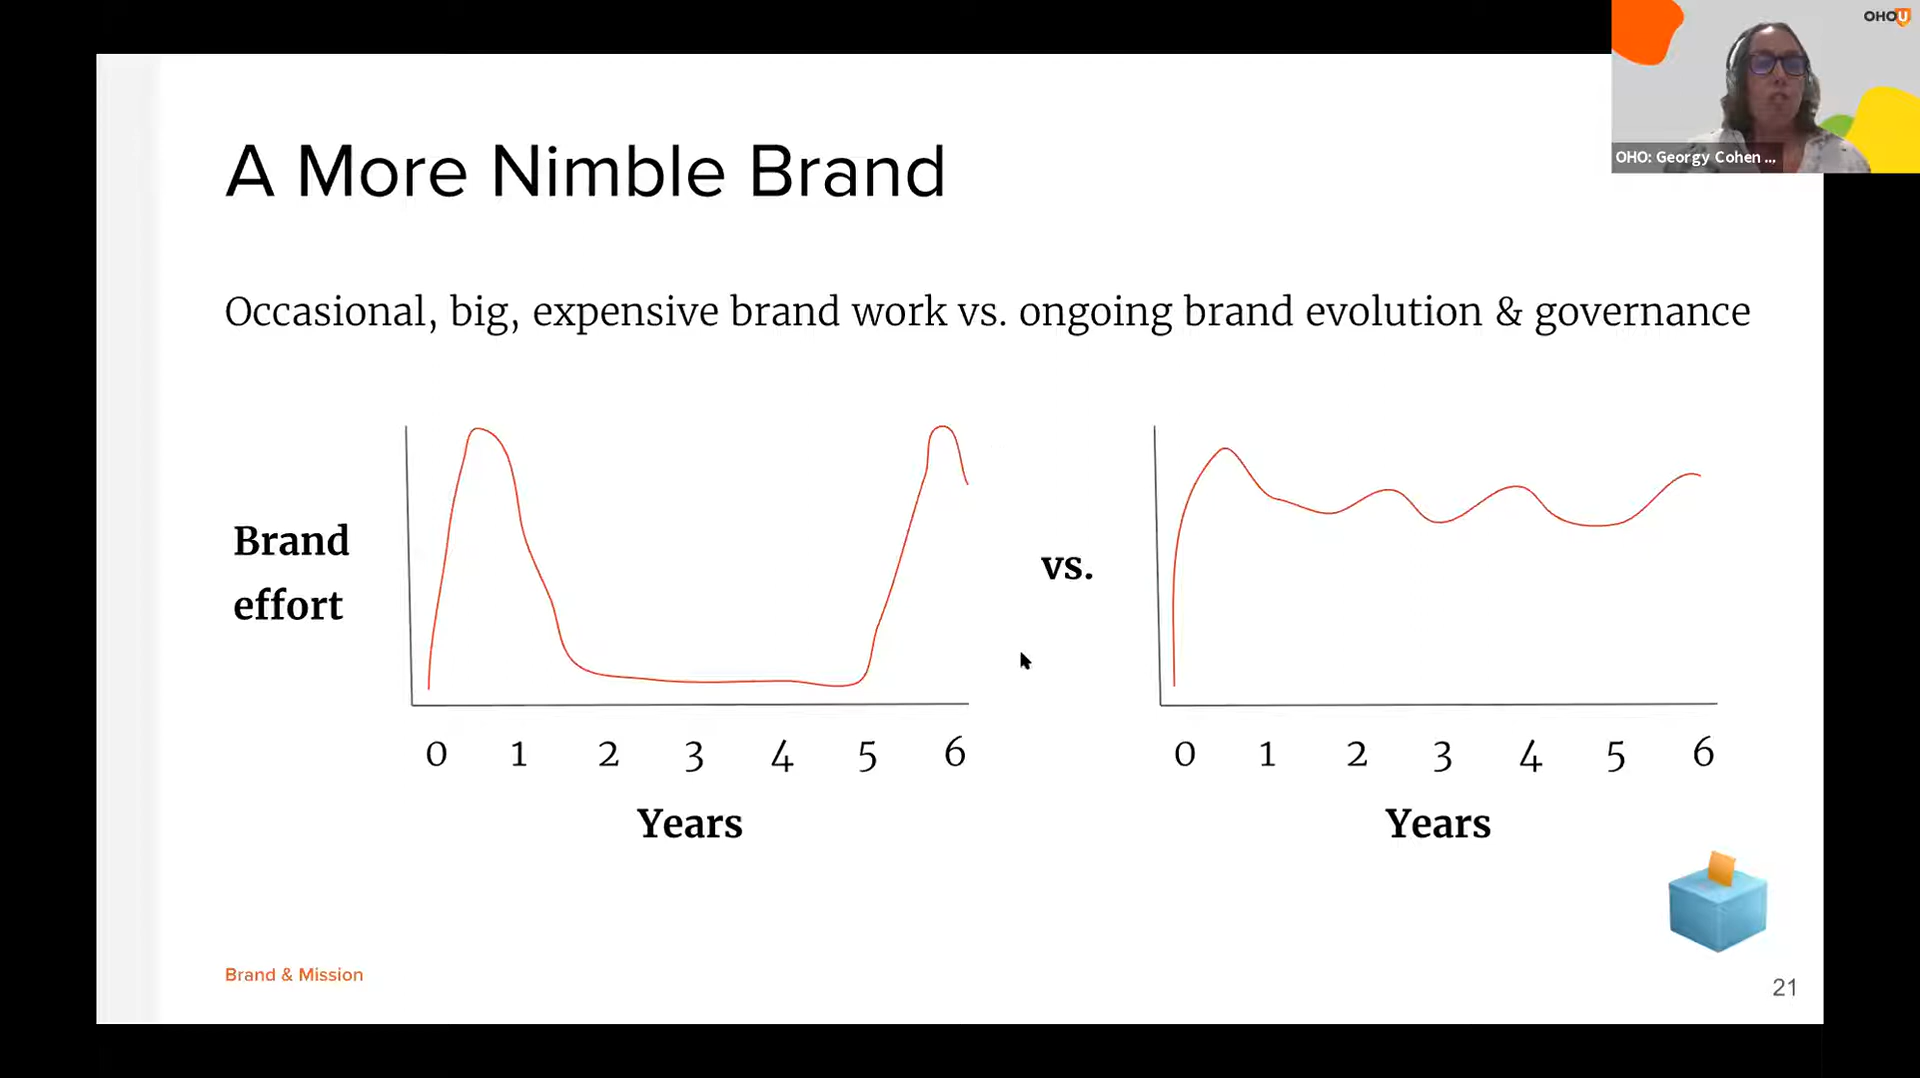 OHOU
OHO: Georgy Cohen ...
A More Nimble Brand
Occasional, big, expensive brand work vs. ongoing brand evolution & governance
Brand
effort
vs.
0 1 2 3 4 5 6
Years
0 1 2 3 4 5 6
Years
Brand & Mission
21